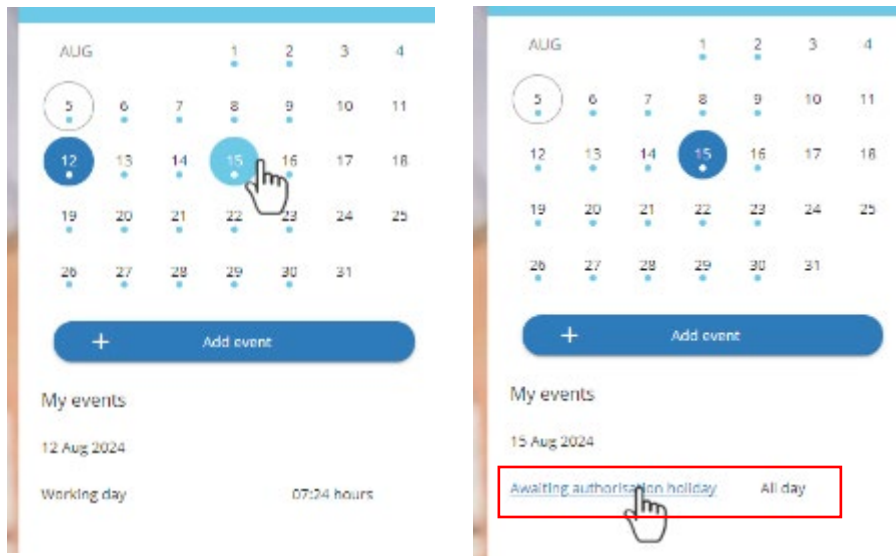 AUG 1 2 3 4
5 6 7 8 9 10 11
12 13 14 15 16 17 18
19 20 21 22 23 24 25
26 27 28 29 30 31
+ Add event
My events
12 Aug 2024
Working day 07:24 hours
AUG 1 2 3 4
5 6 7 8 9 10 11
12 13 14 15 16 17 18
19 20 21 22 23 24 25
26 27 28 29 30 31
+ Add event
My events
15 Aug 2024
Awaiting authorisation holiday All day